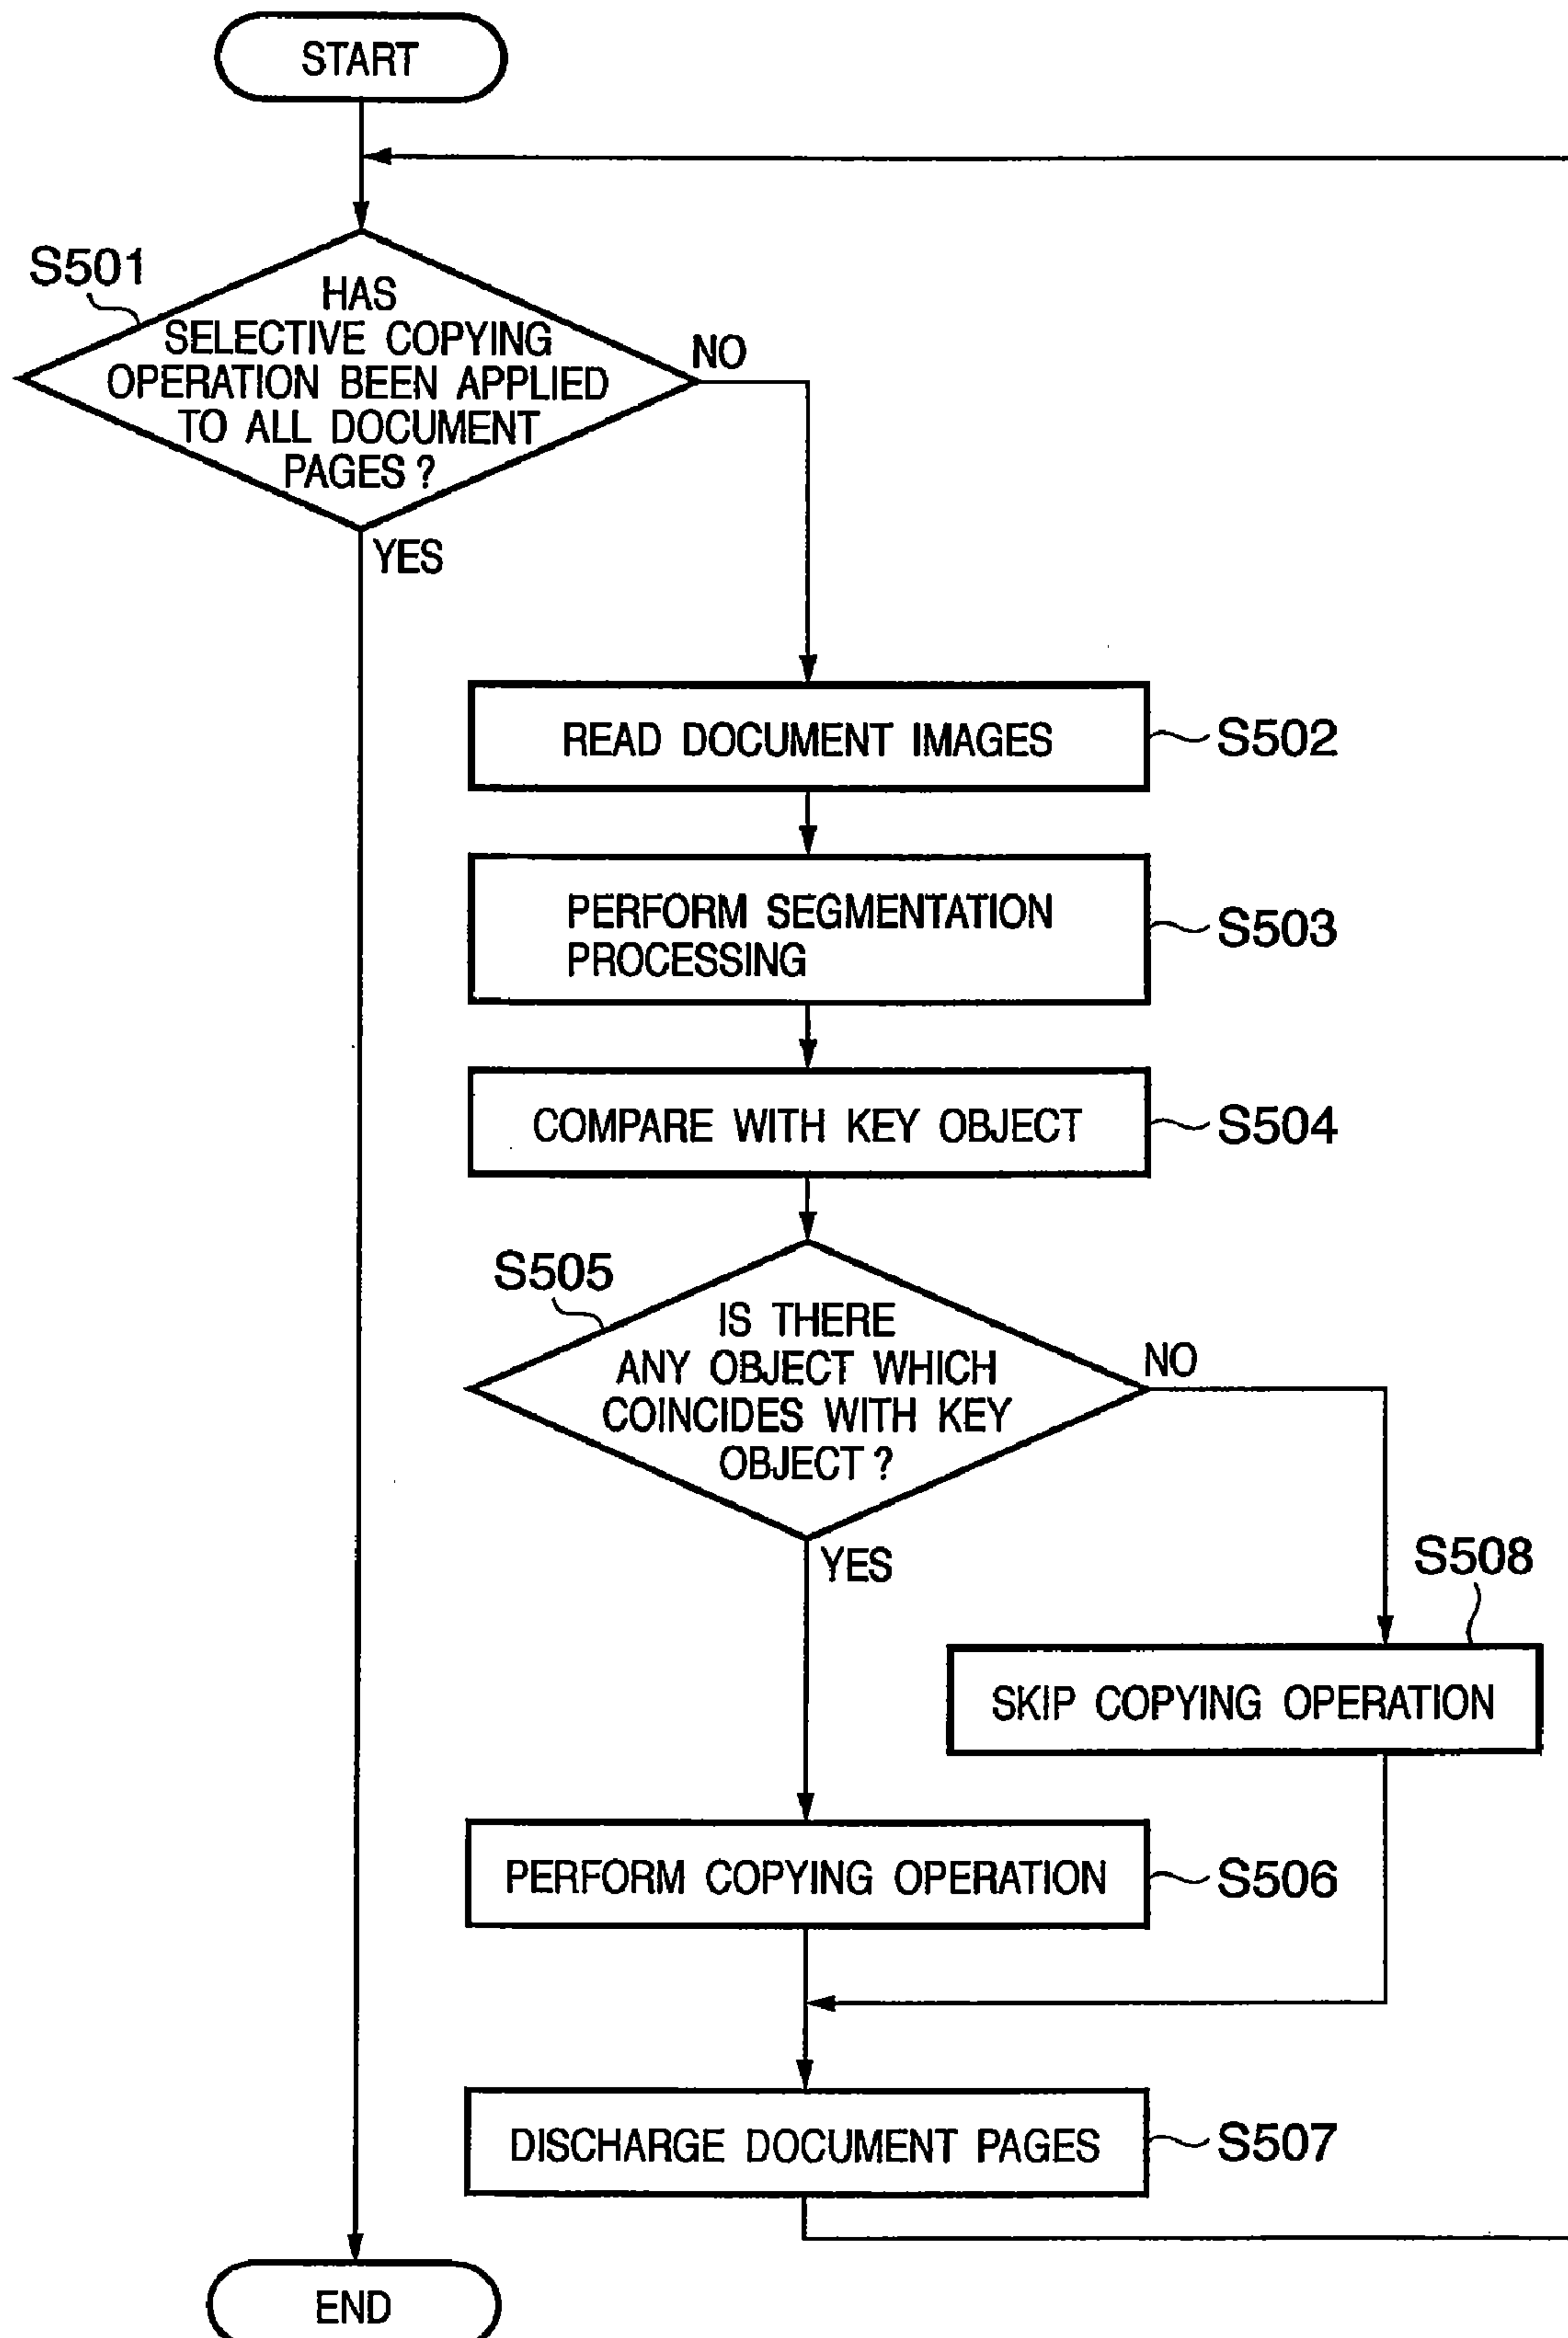 START
S501
HAS
SELECTIVE COPYING
OPERATION BEEN APPLIED
TO ALL DOCUMENT
PAGES ?
NO
YES
READ DOCUMENT IMAGES
S502
PERFORM SEGMENTATION
PROCESSING
S503
COMPARE WITH KEY OBJECT
S504
S505
IS THERE
ANY OBJECT WHICH
COINCIDES WITH KEY
OBJECT ?
NO
YES
S508
SKIP COPYING OPERATION
PERFORM COPYING OPERATION
S506
DISCHARGE DOCUMENT PAGES
S507
END